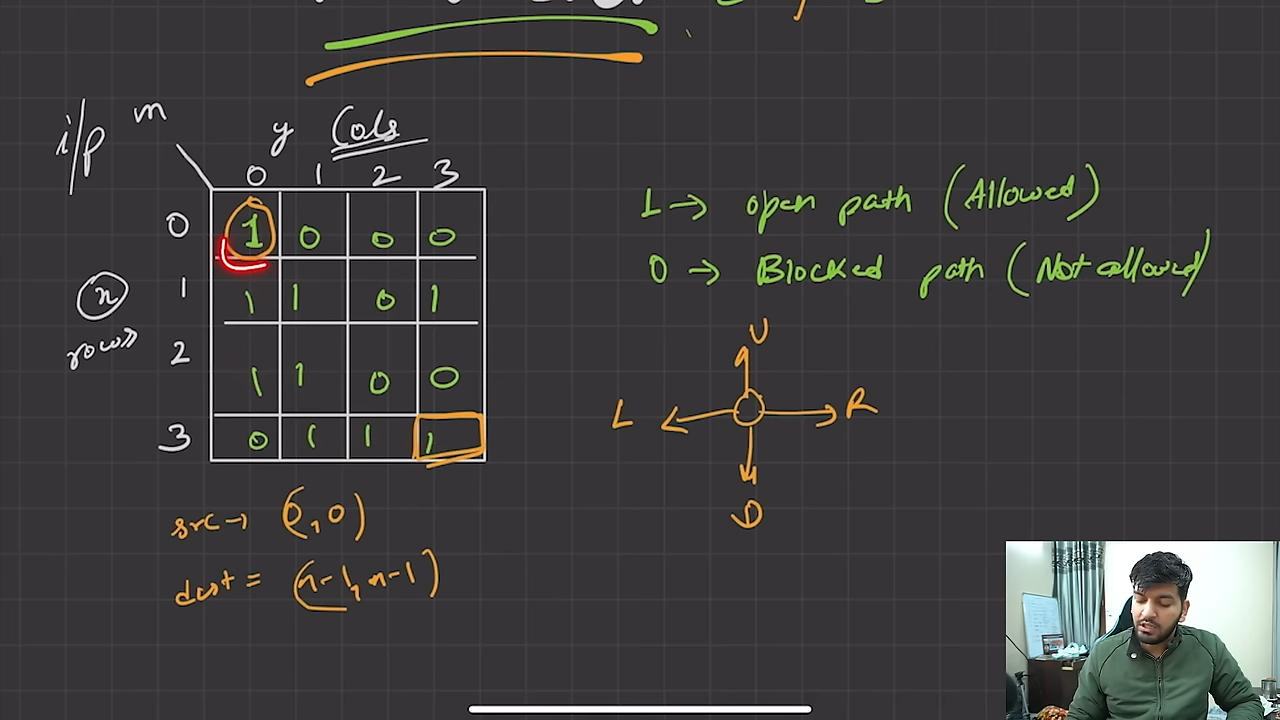 i/p m
y Cols
0 1 2 3
0 1 0 0 0
1 1 1 0 1
n
rows
2 1 1 0 0
3 0 1 1 1
src → (0,0)
dest = (n-1, n-1)
1 → open path (Allowed)
0 → Blocked path (Not allowed)
U
L R
D